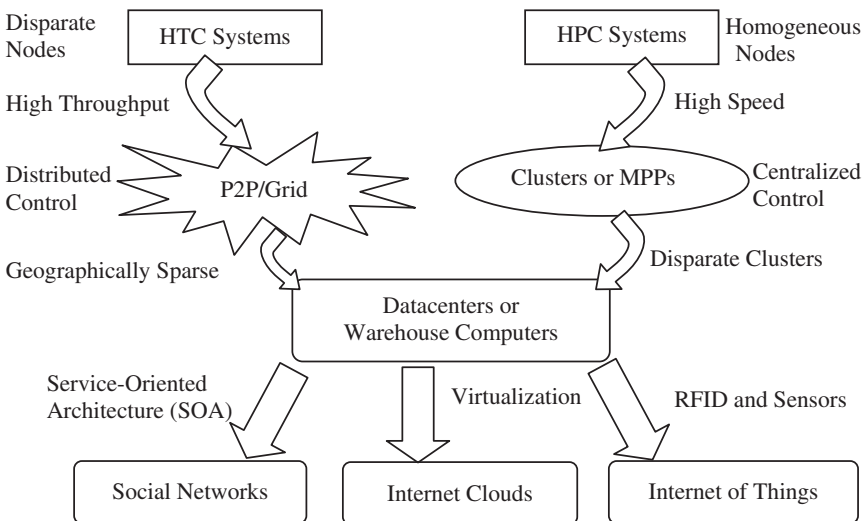 Disparate
Nodes
HTC Systems
HPC Systems
Homogeneous
Nodes
High Throughput
High Speed
Distributed
Control
P2P/Grid
Clusters or MPPs
Centralized
Control
Geographically Sparse
Disparate Clusters
Datacenters or
Warehouse Computers
Service-Oriented
Architecture (SOA)
Virtualization
RFID and Sensors
Social Networks
Internet Clouds
Internet of Things